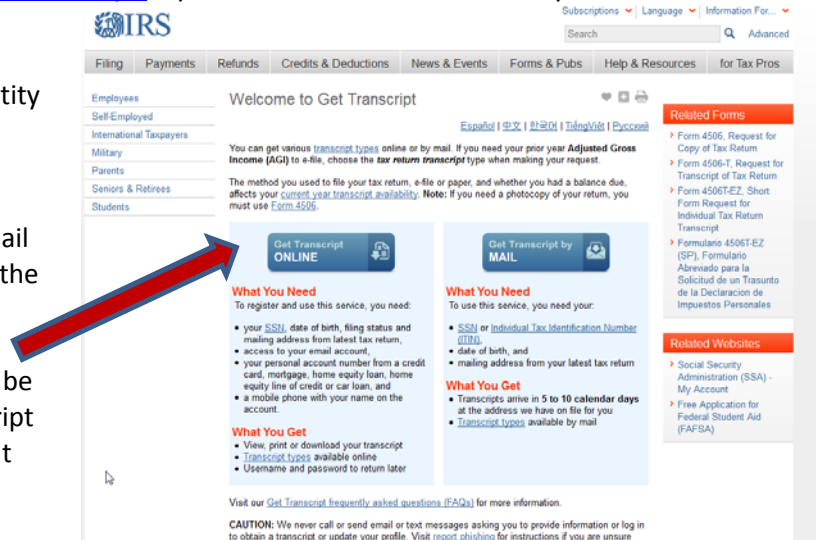 Subscriptions Language Information For...
IRS
Search Advanced
Filing Payments Refunds Credits & Deductions News & Events Forms & Pubs Help & Resources for Tax Pros
tity
ail
the
be
ript
t
Employees
Self-Employed
International Taxpayers
Military
Parents
Seniors & Retirees
Students
Welcome to Get Transcript
Español | 中文 | 한국어 | TiếngViệt | Русский
You can get various transcript types online or by mail. If you need your prior year Adjusted Gross
Income (AGI) to e-file, choose the tax return transcript type when making your request.
The method you used to file your tax return, e-file or paper, and whether you had a balance due,
affects your current year transcript availability. Note: If you need a photocopy of your return, you
must use Form 4506.
Get Transcript
ONLINE
What You Need
To register and use this service, you need:
• your SSN, date of birth, filing status and
mailing address from latest tax return,
• access to your email account,
• your personal account number from a credit
card, mortgage, home equity loan, home
equity line of credit or car loan, and
• a mobile phone with your name on the
account.
What You Get
• View, print or download your transcript
• Transcript types available online
• Username and password to return later
Get Transcript by
MAIL
What You Need
To use this service, you need your:
• SSN or Individual Tax Identification Number
(ITIN),
• date of birth, and
• mailing address from your latest tax return
What You Get
• Transcripts arrive in 5 to 10 calendar days
at the address we have on file for you
• Transcript types available by mail
Visit our Get Transcript frequently asked questions (FAQs) for more information.
CAUTION: We never call or send email or text messages asking you to provide information or log in
to obtain a transcript or update your profile. Visit report phishing for instructions if you are unsure
Related Forms
Form 4506, Request for
Copy of Tax Return
Form 4506-T, Request for
Transcript of Tax Return
Form 4506T-EZ, Short
Form Request for
Individual Tax Return
Transcript
Formulario 4506T-EZ
(SP), Formulario
Abreviado para la
Solicitud de un Trasunto
de la Declaracion de
Impuestos Personales
Related Websites
Social Security
Administration (SSA) -
My Account
Free Application for
Federal Student Aid
(FAFSA)